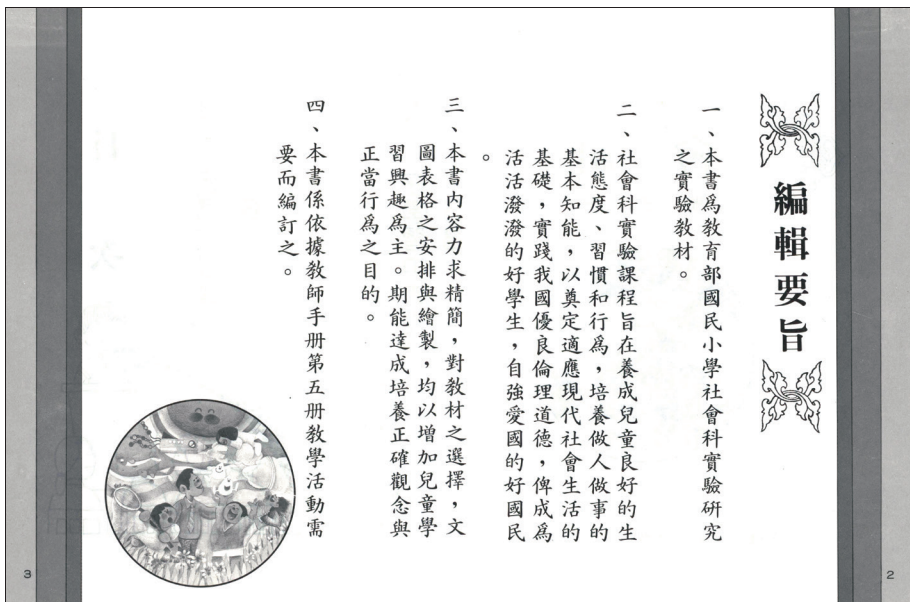 編輯要旨
一、本書為教育部國民小學社會科實驗研究
之實驗教材。
二、社會科實驗課程旨在養成兒童良好的生
活態度、習慣和行為，培養做人做事的
基本知能，以奠定適應現代社會生活的
基礎，實踐我國優良倫理道德，俾成為
活活潑潑的好學生，自強愛國的好國民
。
三、本書內容力求精簡，對教材之選擇，文
圖表格之安排與繪製，均以增加兒童學
習興趣為主。期能達成培養正確觀念與
正當行為之目的。
四、本書係依據教師手册第五册教學活動需
要而編訂之。
2
3